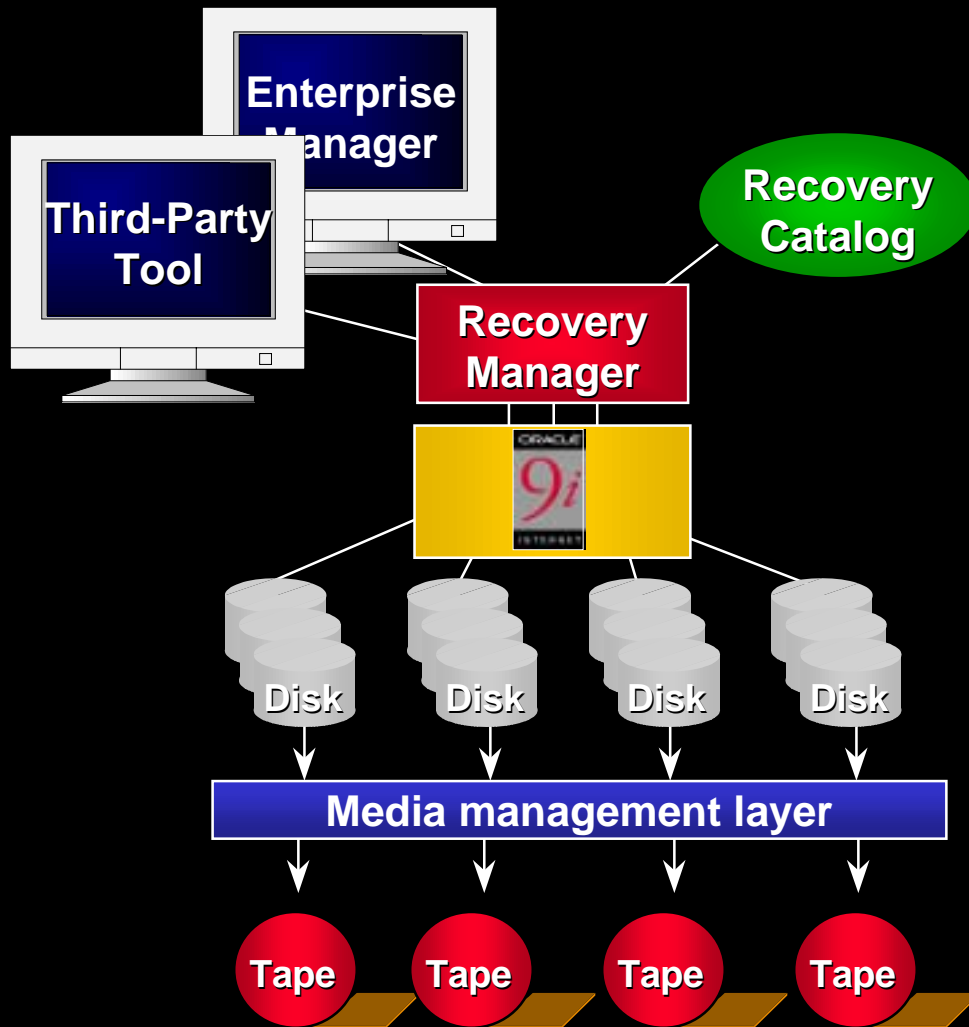 Enterprise
Manager
Third-Party
Tool
Recovery
Catalog
Recovery
Manager
ORACLE
9i
INTERNET
Disk
Disk
Disk
Disk
Media management layer
Tape
Tape
Tape
Tape